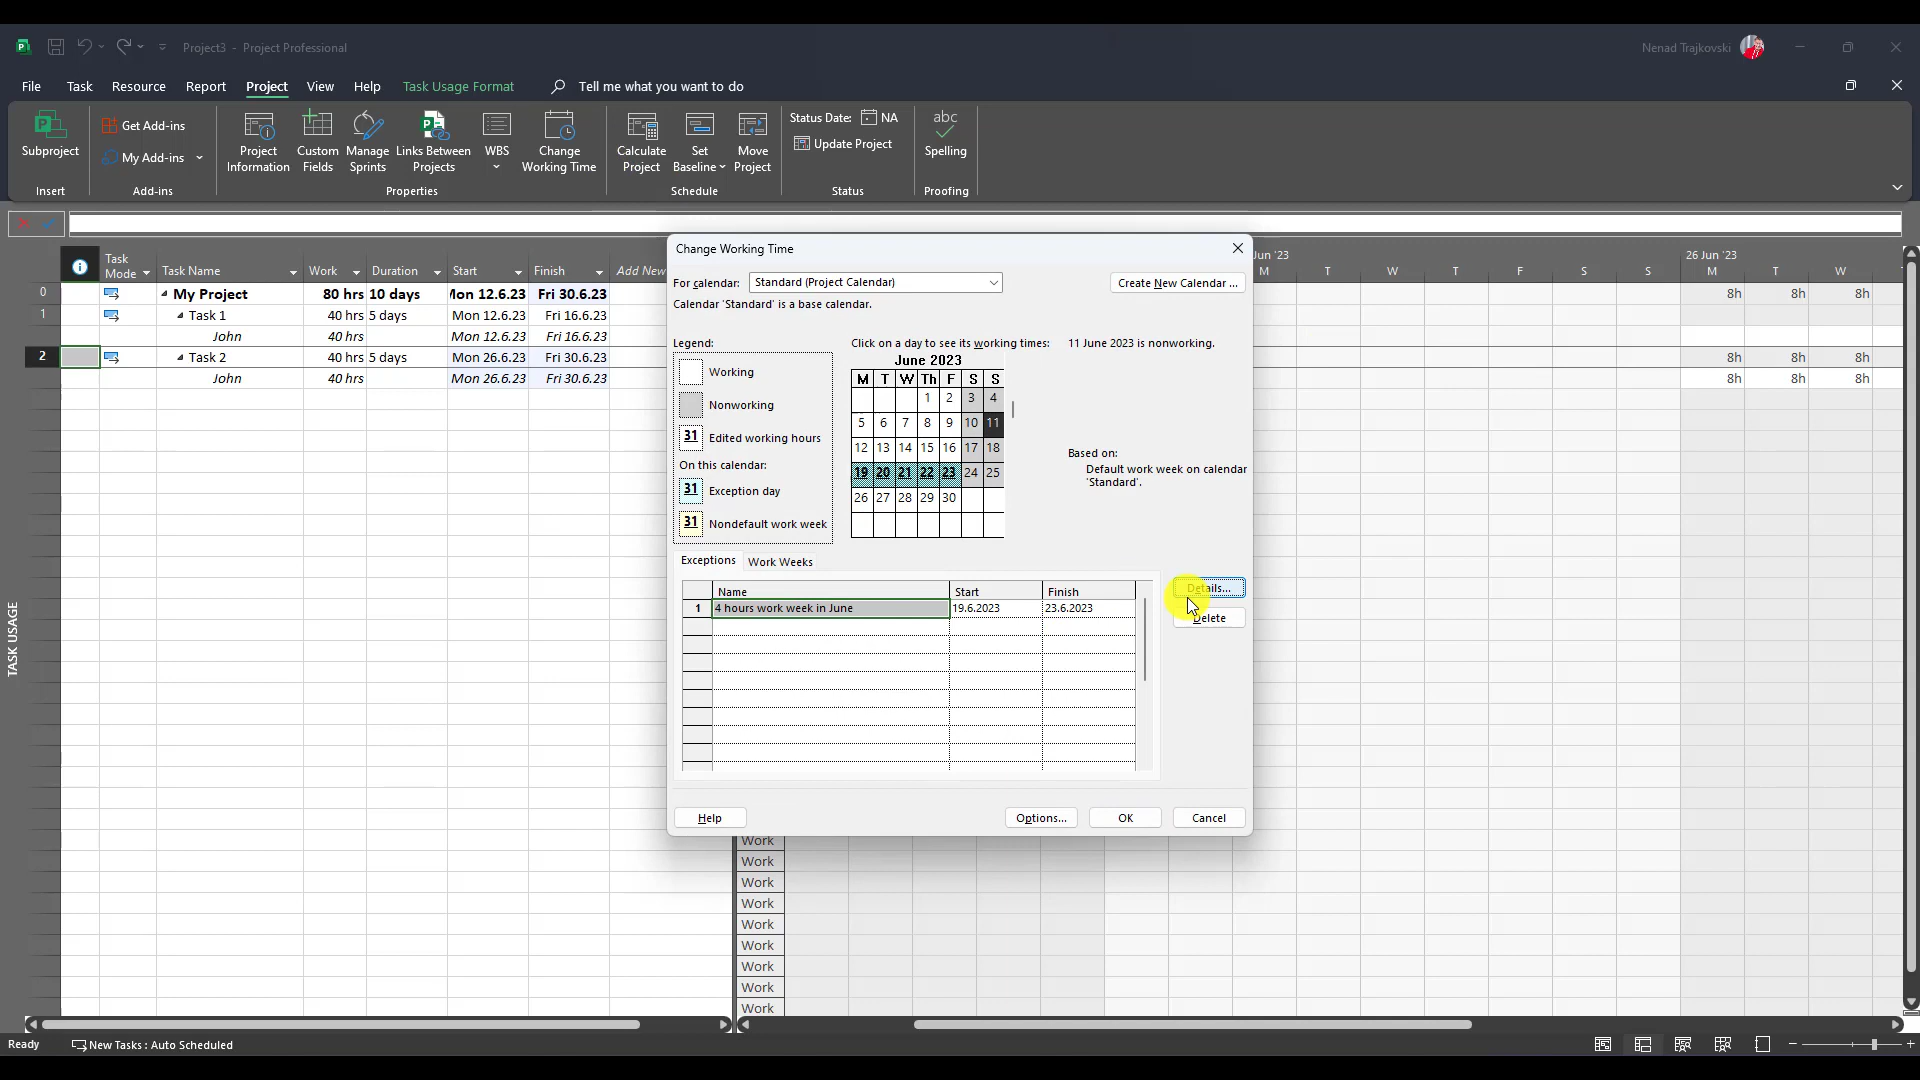 Project3 - Project Professional
Nenad Trajkovski
File Task Resource Report Project View Help Task Usage Format Tell me what you want to do
Subproject
Insert
Get Add-ins
My Add-ins
Add-ins
Project Information
Custom Fields
Manage Sprints
Links Between Projects
WBS
Change Working Time
Properties
Calculate Project
Set Baseline
Move Project
Schedule
Status Date: NA
Update Project
Status
abc
Spelling
Proofing
Task Mode Task Name Work Duration Start Finish Add New
0 My Project 80 hrs 10 days Mon 12.6.23 Fri 30.6.23
1 Task 1 40 hrs 5 days Mon 12.6.23 Fri 16.6.23
John 40 hrs Mon 12.6.23 Fri 16.6.23
2 Task 2 40 hrs 5 days Mon 26.6.23 Fri 30.6.23
John 40 hrs Mon 26.6.23 Fri 30.6.23
TASK USAGE
Change Working Time
For calendar: Standard (Project Calendar) Create New Calendar ...
Calendar 'Standard' is a base calendar.
Legend:
Working
Nonworking
31 Edited working hours
On this calendar:
31 Exception day
31 Nondefault work week
Click on a day to see its working times: 11 June 2023 is nonworking.
June 2023
M T W Th F S S
1 2 3 4
5 6 7 8 9 10 11
12 13 14 15 16 17 18
19 20 21 22 23 24 25
26 27 28 29 30
Based on:
Default work week on calendar
'Standard'.
Exceptions Work Weeks
Name Start Finish
1 4 hours work week in June 19.6.2023 23.6.2023
Details...
Delete
Help Options... OK Cancel
Jun '23 26 Jun '23
M T W T F S S M T W
8h 8h 8h
8h 8h 8h
8h 8h 8h
Work
Work
Work
Work
Work
Work
Work
Work
Work
Ready New Tasks : Auto Scheduled